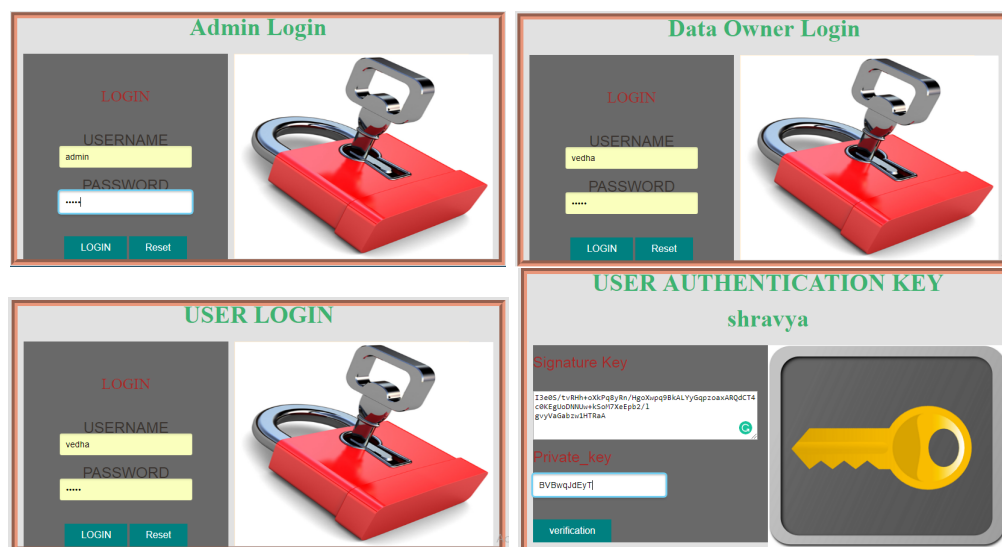 Admin Login
LOGIN
USERNAME
admin
PASSWORD
•••••
LOGIN Reset
Data Owner Login
LOGIN
USERNAME
vedha
PASSWORD
•••••
LOGIN Reset
USER LOGIN
LOGIN
USERNAME
vedha
PASSWORD
•••••
LOGIN Reset
USER AUTHENTICATION KEY
shravya
Signature Key
I3e0S/tvRHh+oXkPq8yRn/HgoXwpq9BkALYyGqpzoaxARQdCT4
c0KEgUoDNNUw+kSoM7XeEpb2/l
gvyVaGabzw1HTRaA
Private_key
BVBwqJdEyT
verification